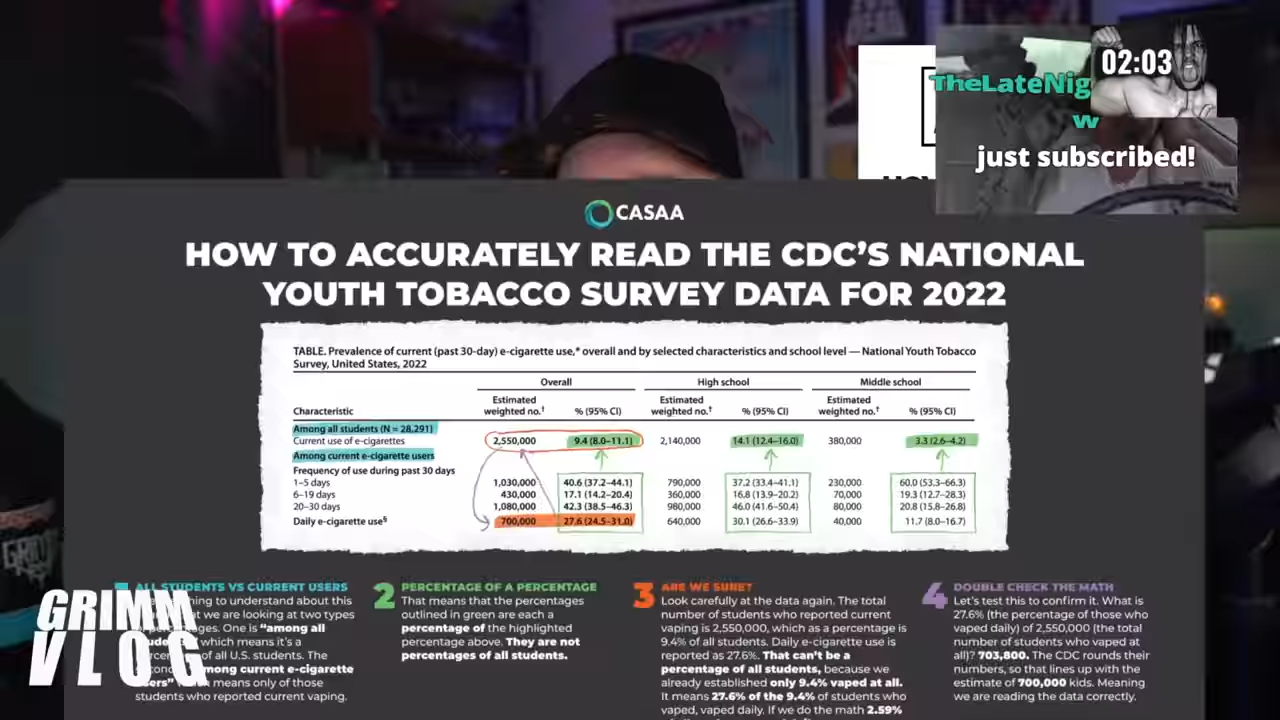 02:03
TheLateNig
w
just subscribed!
CASAA
HOW TO ACCURATELY READ THE CDC'S NATIONAL
YOUTH TOBACCO SURVEY DATA FOR 2022
TABLE. Prevalence of current (past 30-day) e-cigarette use,* overall and by selected characteristics and school level — National Youth Tobacco
Survey, United States, 2022
Overall High school Middle school
Estimated Estimated Estimated
Characteristic weighted no.† % (95% CI) weighted no.† % (95% CI) weighted no.† % (95% CI)
Among all students (N = 28,291)
Current use of e-cigarettes 2,550,000 9.4 (8.0–11.1) 2,140,000 14.1 (12.4–16.0) 380,000 3.3 (2.6–4.2)
Among current e-cigarette users
Frequency of use during past 30 days
1–5 days 1,030,000 40.6 (37.2–44.1) 790,000 37.2 (33.4–41.1) 230,000 60.0 (53.3–66.3)
6–19 days 430,000 17.1 (14.2–20.4) 360,000 16.8 (13.9–20.2) 70,000 19.3 (12.7–28.3)
20–30 days 1,080,000 42.3 (38.5–46.3) 980,000 46.0 (41.6–50.4) 80,000 20.8 (15.8–26.8)
Daily e-cigarette use§ 700,000 27.6 (24.5–31.0) 640,000 30.1 (26.6–33.9) 40,000 11.7 (8.0–16.7)
ALL STUDENTS VS CURRENT USERS
to understand about this
we are looking at two types
One is "among all
which means it's a
of all U.S. students. The
among current e-cigarette
means only of those
students who reported current vaping.
2 PERCENTAGE OF A PERCENTAGE
That means that the percentages
outlined in green are each a
percentage of the highlighted
percentage above. They are not
percentages of all students.
3 ARE WE SURE?
Look carefully at the data again. The total
number of students who reported current
vaping is 2,550,000, which as a percentage is
9.4% of all students. Daily e-cigarette use is
reported as 27.6%. That can't be a
percentage of all students, because we
already established only 9.4% vaped at all.
It means 27.6% of the 9.4% of students who
vaped, vaped daily. If we do the math 2.59%
4 DOUBLE CHECK THE MATH
Let's test this to confirm it. What is
27.6% (the percentage of those who
vaped daily) of 2,550,000 (the total
number of students who vaped at
all)? 703,800. The CDC rounds their
numbers, so that lines up with the
estimate of 700,000 kids. Meaning
we are reading the data correctly.
GRIMM
VLOG